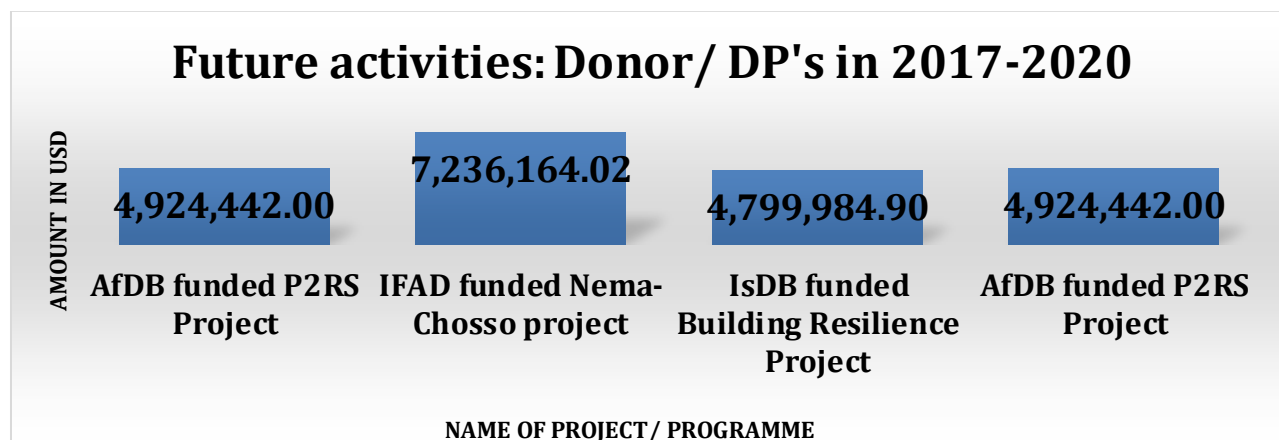 Future activities: Donor/ DP's in 2017-2020
AMOUNT IN USD
4,924,442.00
7,236,164.02
4,799,984.90
4,924,442.00
AfDB funded P2RS
Project
IFAD funded Nema-
Chosso project
IsDB funded
Building Resilience
Project
AfDB funded P2RS
Project
NAME OF PROJECT/ PROGRAMME